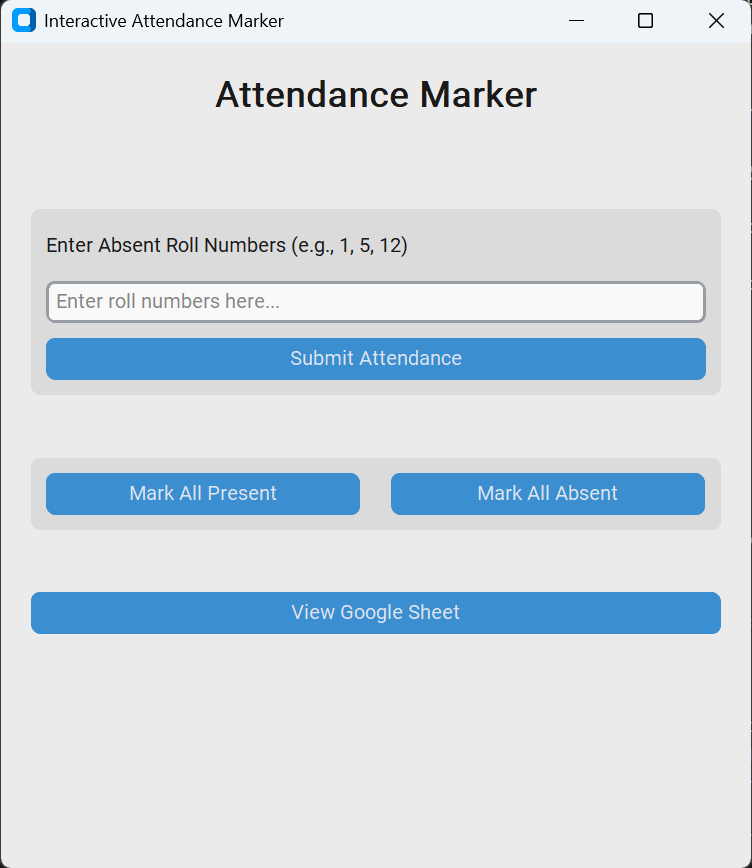 Interactive Attendance Marker
Attendance Marker
Enter Absent Roll Numbers (e.g., 1, 5, 12)
Enter roll numbers here...
Submit Attendance
Mark All Present
Mark All Absent
View Google Sheet